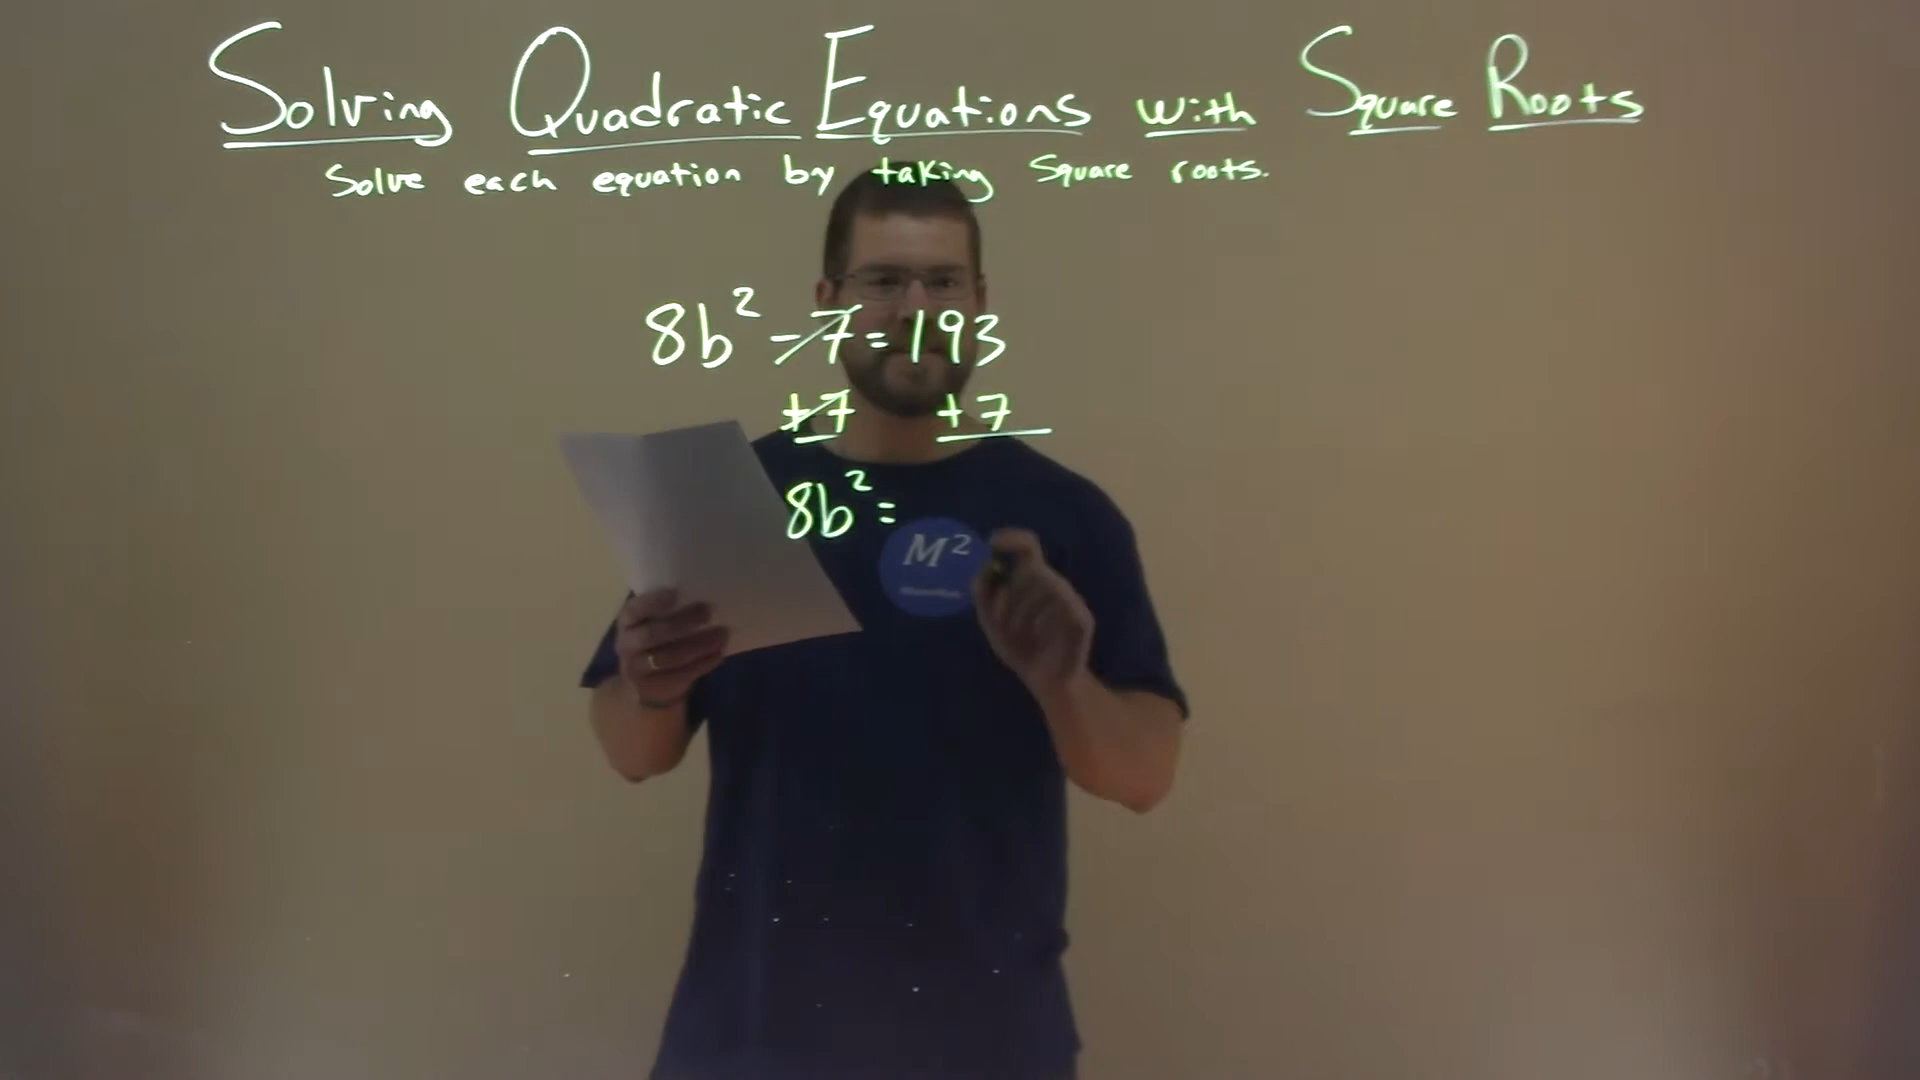 Solving Quadratic Equations with Square Roots
Solve each equation by taking Square roots.
8b² - 7 = 193
+7 +7
8b² =
M²